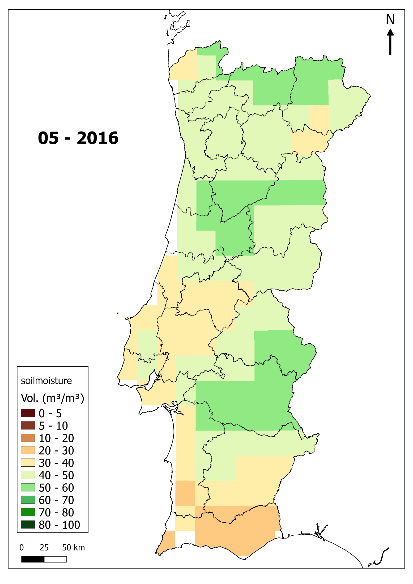 N
05 - 2016
soilmoisture
Vol. (m³/m³)
0 - 5
5 - 10
10 - 20
20 - 30
30 - 40
40 - 50
50 - 60
60 - 70
70 - 80
80 - 100
0 25 50 km